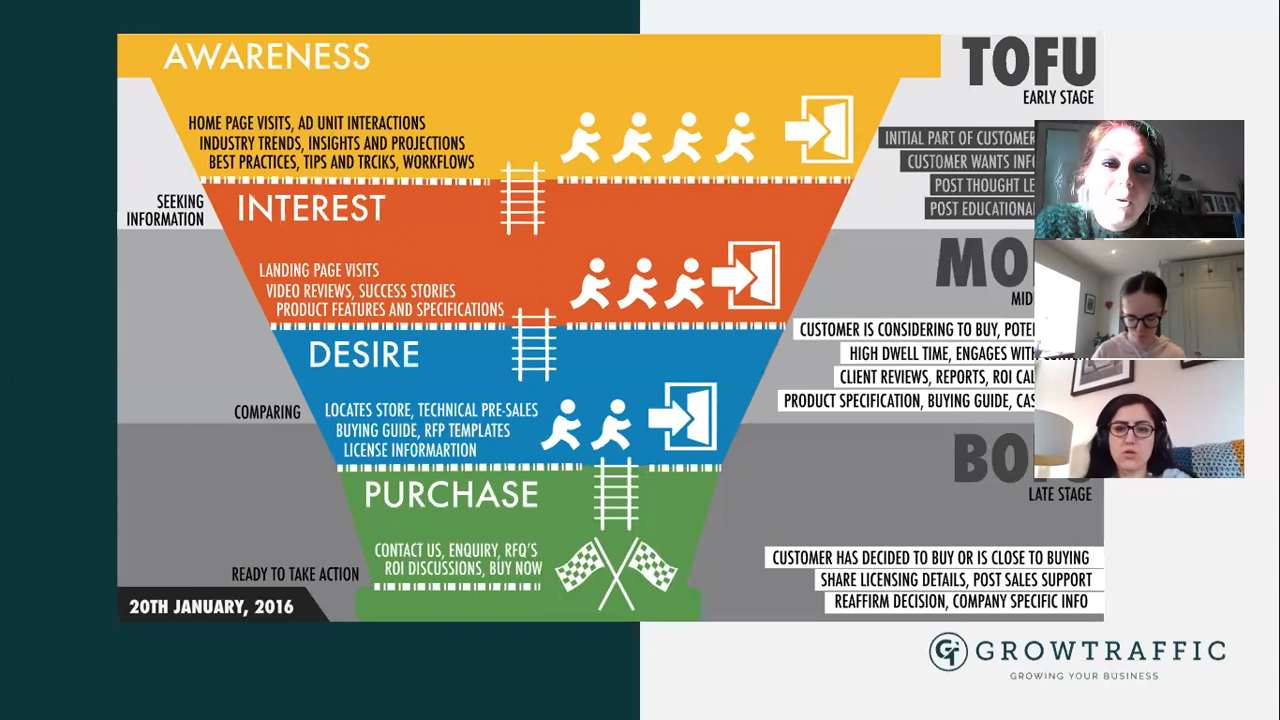 AWARENESS
HOME PAGE VISITS, AD UNIT INTERACTIONS
INDUSTRY TRENDS, INSIGHTS AND PROJECTIONS
BEST PRACTICES, TIPS AND TRCIKS, WORKFLOWS
TOFU
EARLY STAGE
INITIAL PART OF CUSTOMER
CUSTOMER WANTS
POST THOUGHT
POST EDUCATIONAL
SEEKING
INFORMATION
INTEREST
LANDING PAGE VISITS
VIDEO REVIEWS, SUCCESS STORIES
PRODUCT FEATURES AND SPECIFICATIONS
CUSTOMER IS CONSIDERING TO BUY,
HIGH DWELL TIME, ENGAGES WITH
CLIENT REVIEWS, REPORTS, ROI
PRODUCT SPECIFICATION, BUYING GUIDE,
DESIRE
COMPARING
LOCATES STORE, TECHNICAL PRE-SALES
BUYING GUIDE, RFP TEMPLATES
LICENSE INFORMARTION
LATE STAGE
PURCHASE
CONTACT US, ENQUIRY, RFQ'S
ROI DISCUSSIONS, BUY NOW
READY TO TAKE ACTION
CUSTOMER HAS DECIDED TO BUY OR IS CLOSE TO BUYING
SHARE LICENSING DETAILS, POST SALES SUPPORT
REAFFIRM DECISION, COMPANY SPECIFIC INFO
20TH JANUARY, 2016
GT GROWTRAFFIC
GROWING YOUR BUSINESS